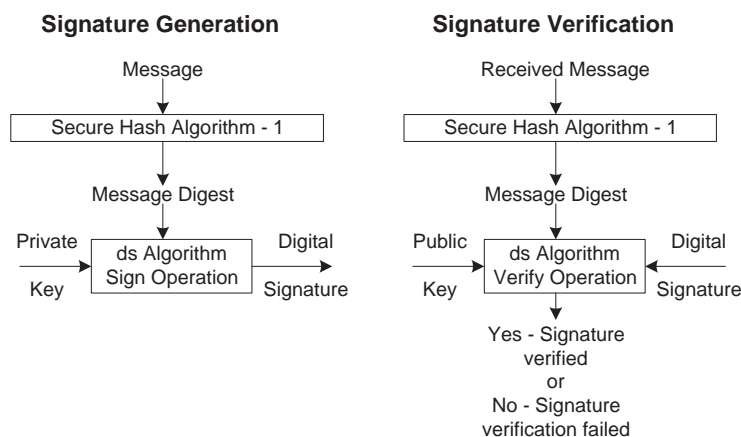 Signature Generation
Message
Secure Hash Algorithm - 1
Message Digest
Private
Key
ds Algorithm
Sign Operation
Digital
Signature
Signature Verification
Received Message
Secure Hash Algorithm - 1
Message Digest
Public
Key
ds Algorithm
Verify Operation
Digital
Signature
Yes - Signature
verified
or
No - Signature
verification failed